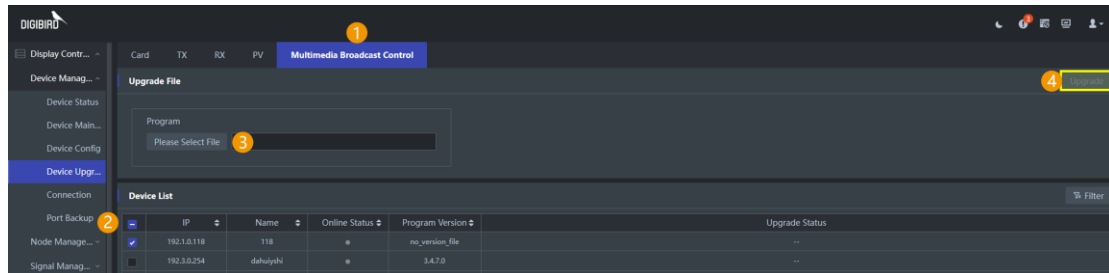 DIGIBIRD
1
Display Contr...
Card TX RX PV Multimedia Broadcast Control
Device Manag...
Upgrade File
4 Upgrade
Device Status
Device Main...
Program
Device Config
Please Select File 3
Device Upgr...
Connection
Device List
Filter
Port Backup
2 IP Name Online Status Program Version Upgrade Status
Node Manage...
192.1.0.118 118 no_version_file --
Signal Manag...
192.3.0.254 dahuiyshi 3.4.7.0 --